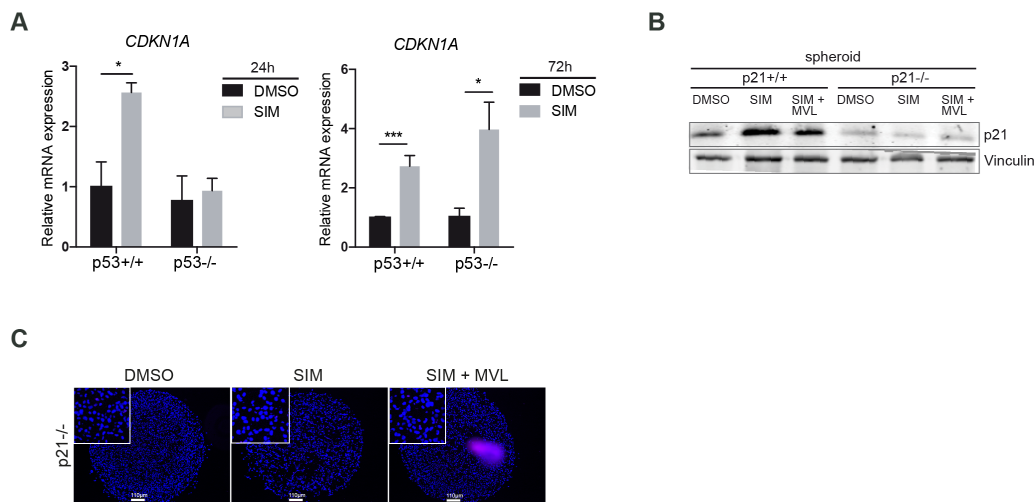 A
CDKN1A
Relative mRNA expression
3
2
1
0
p53+/+
p53-/-
24h
DMSO
SIM
*
CDKN1A
Relative mRNA expression
6
4
2
0
p53+/+
p53-/-
72h
DMSO
SIM
***
*
B
spheroid
p21+/+ p21-/-
DMSO SIM SIM + MVL DMSO SIM SIM + MVL
p21
Vinculin
C
DMSO SIM SIM + MVL
p21-/-
110µm 110µm 110µm